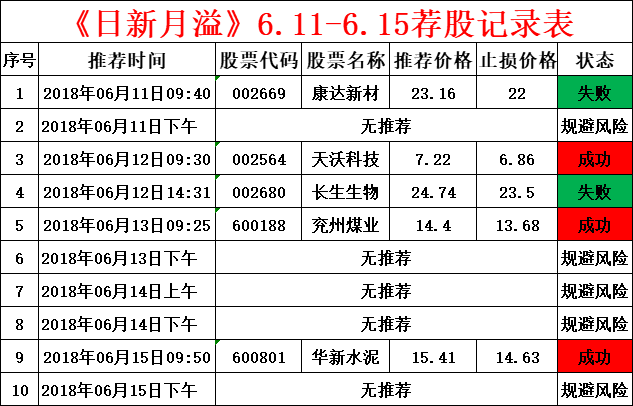 《日新月溢》6.11-6.15荐股记录表
序号 推荐时间 股票代码 股票名称 推荐价格 止损价格 状态
1 2018年06月11日09:40 002669 康达新材 23.16 22 失败
2 2018年06月11日下午 无推荐 规避风险
3 2018年06月12日09:30 002564 天沃科技 7.22 6.86 成功
4 2018年06月12日14:31 002680 长生生物 24.74 23.5 失败
5 2018年06月13日09:25 600188 兖州煤业 14.4 13.68 成功
6 2018年06月13日下午 无推荐 规避风险
7 2018年06月14日上午 无推荐 规避风险
8 2018年06月14日下午 无推荐 规避风险
9 2018年06月15日09:50 600801 华新水泥 15.41 14.63 成功
10 2018年06月15日下午 无推荐 规避风险